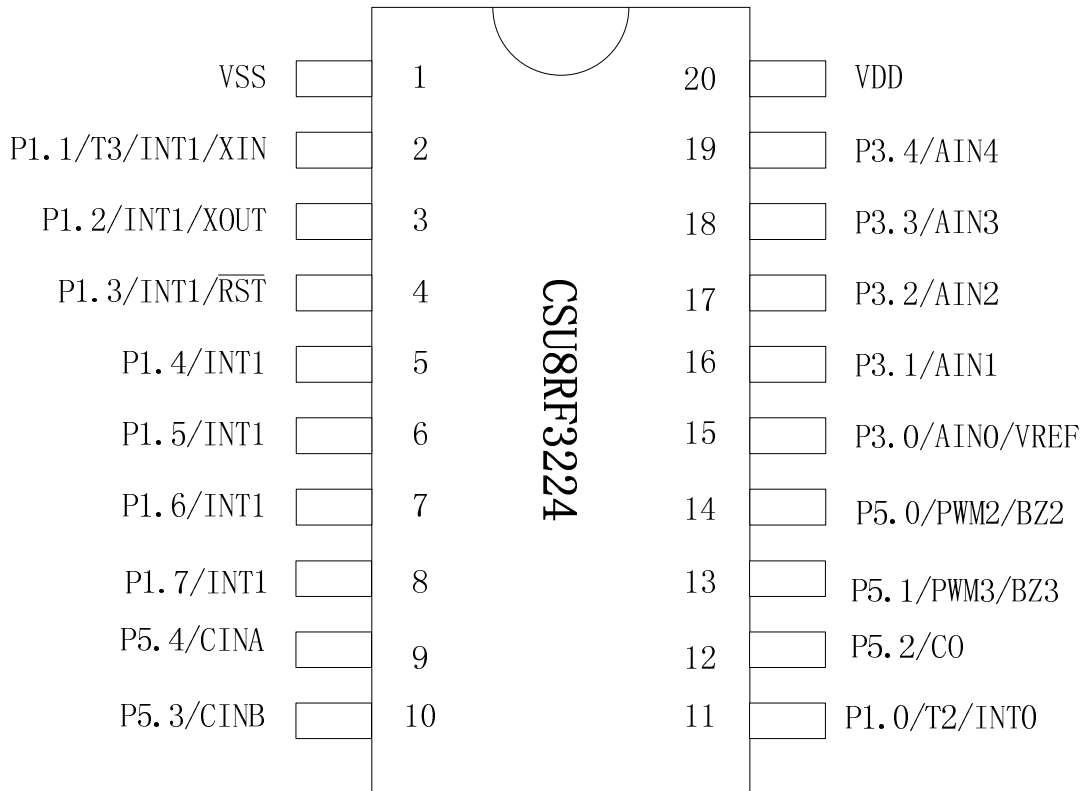 VSS 1 20 VDD
P1.1/T3/INT1/XIN 2 19 P3.4/AIN4
P1.2/INT1/XOUT 3 18 P3.3/AIN3
P1.3/INT1/R̅S̅T̅ 4 17 P3.2/AIN2
P1.4/INT1 5 16 P3.1/AIN1
P1.5/INT1 6 15 P3.0/AIN0/VREF
P1.6/INT1 7 14 P5.0/PWM2/BZ2
P1.7/INT1 8 13 P5.1/PWM3/BZ3
P5.4/CINA 9 12 P5.2/CO
P5.3/CINB 10 11 P1.0/T2/INT0
CSU8RF3224